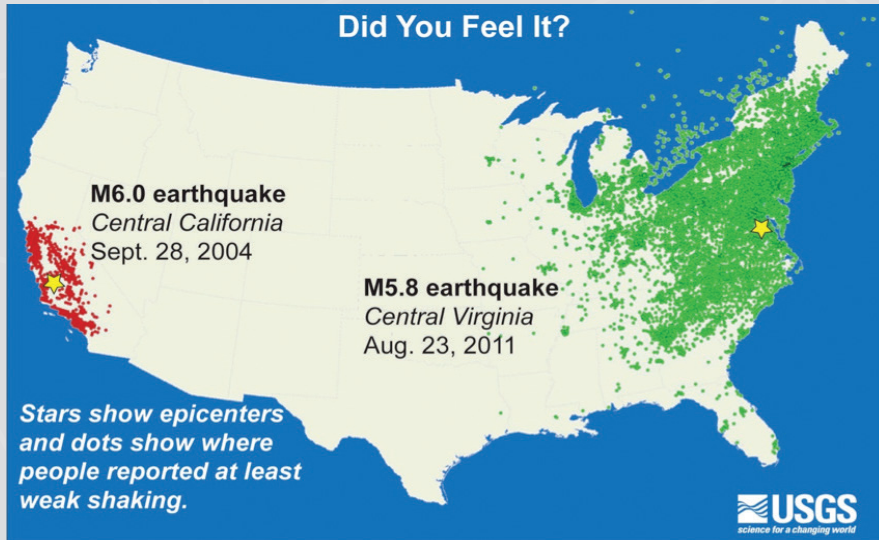 Did You Feel It?
M6.0 earthquake
Central California
Sept. 28, 2004
M5.8 earthquake
Central Virginia
Aug. 23, 2011
Stars show epicenters
and dots show where
people reported at least
weak shaking.
USGS
science for a changing world